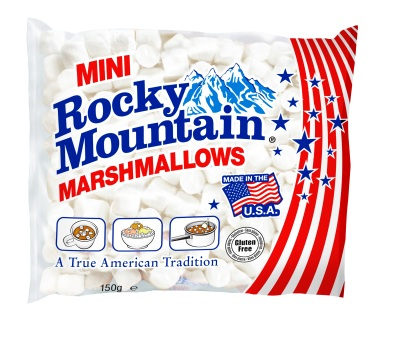 MINI
Rocky
Mountain®
MARSHMALLOWS
MADE IN THE
U.S.A.
Gluten
Free
A True American Tradition
150g ℮